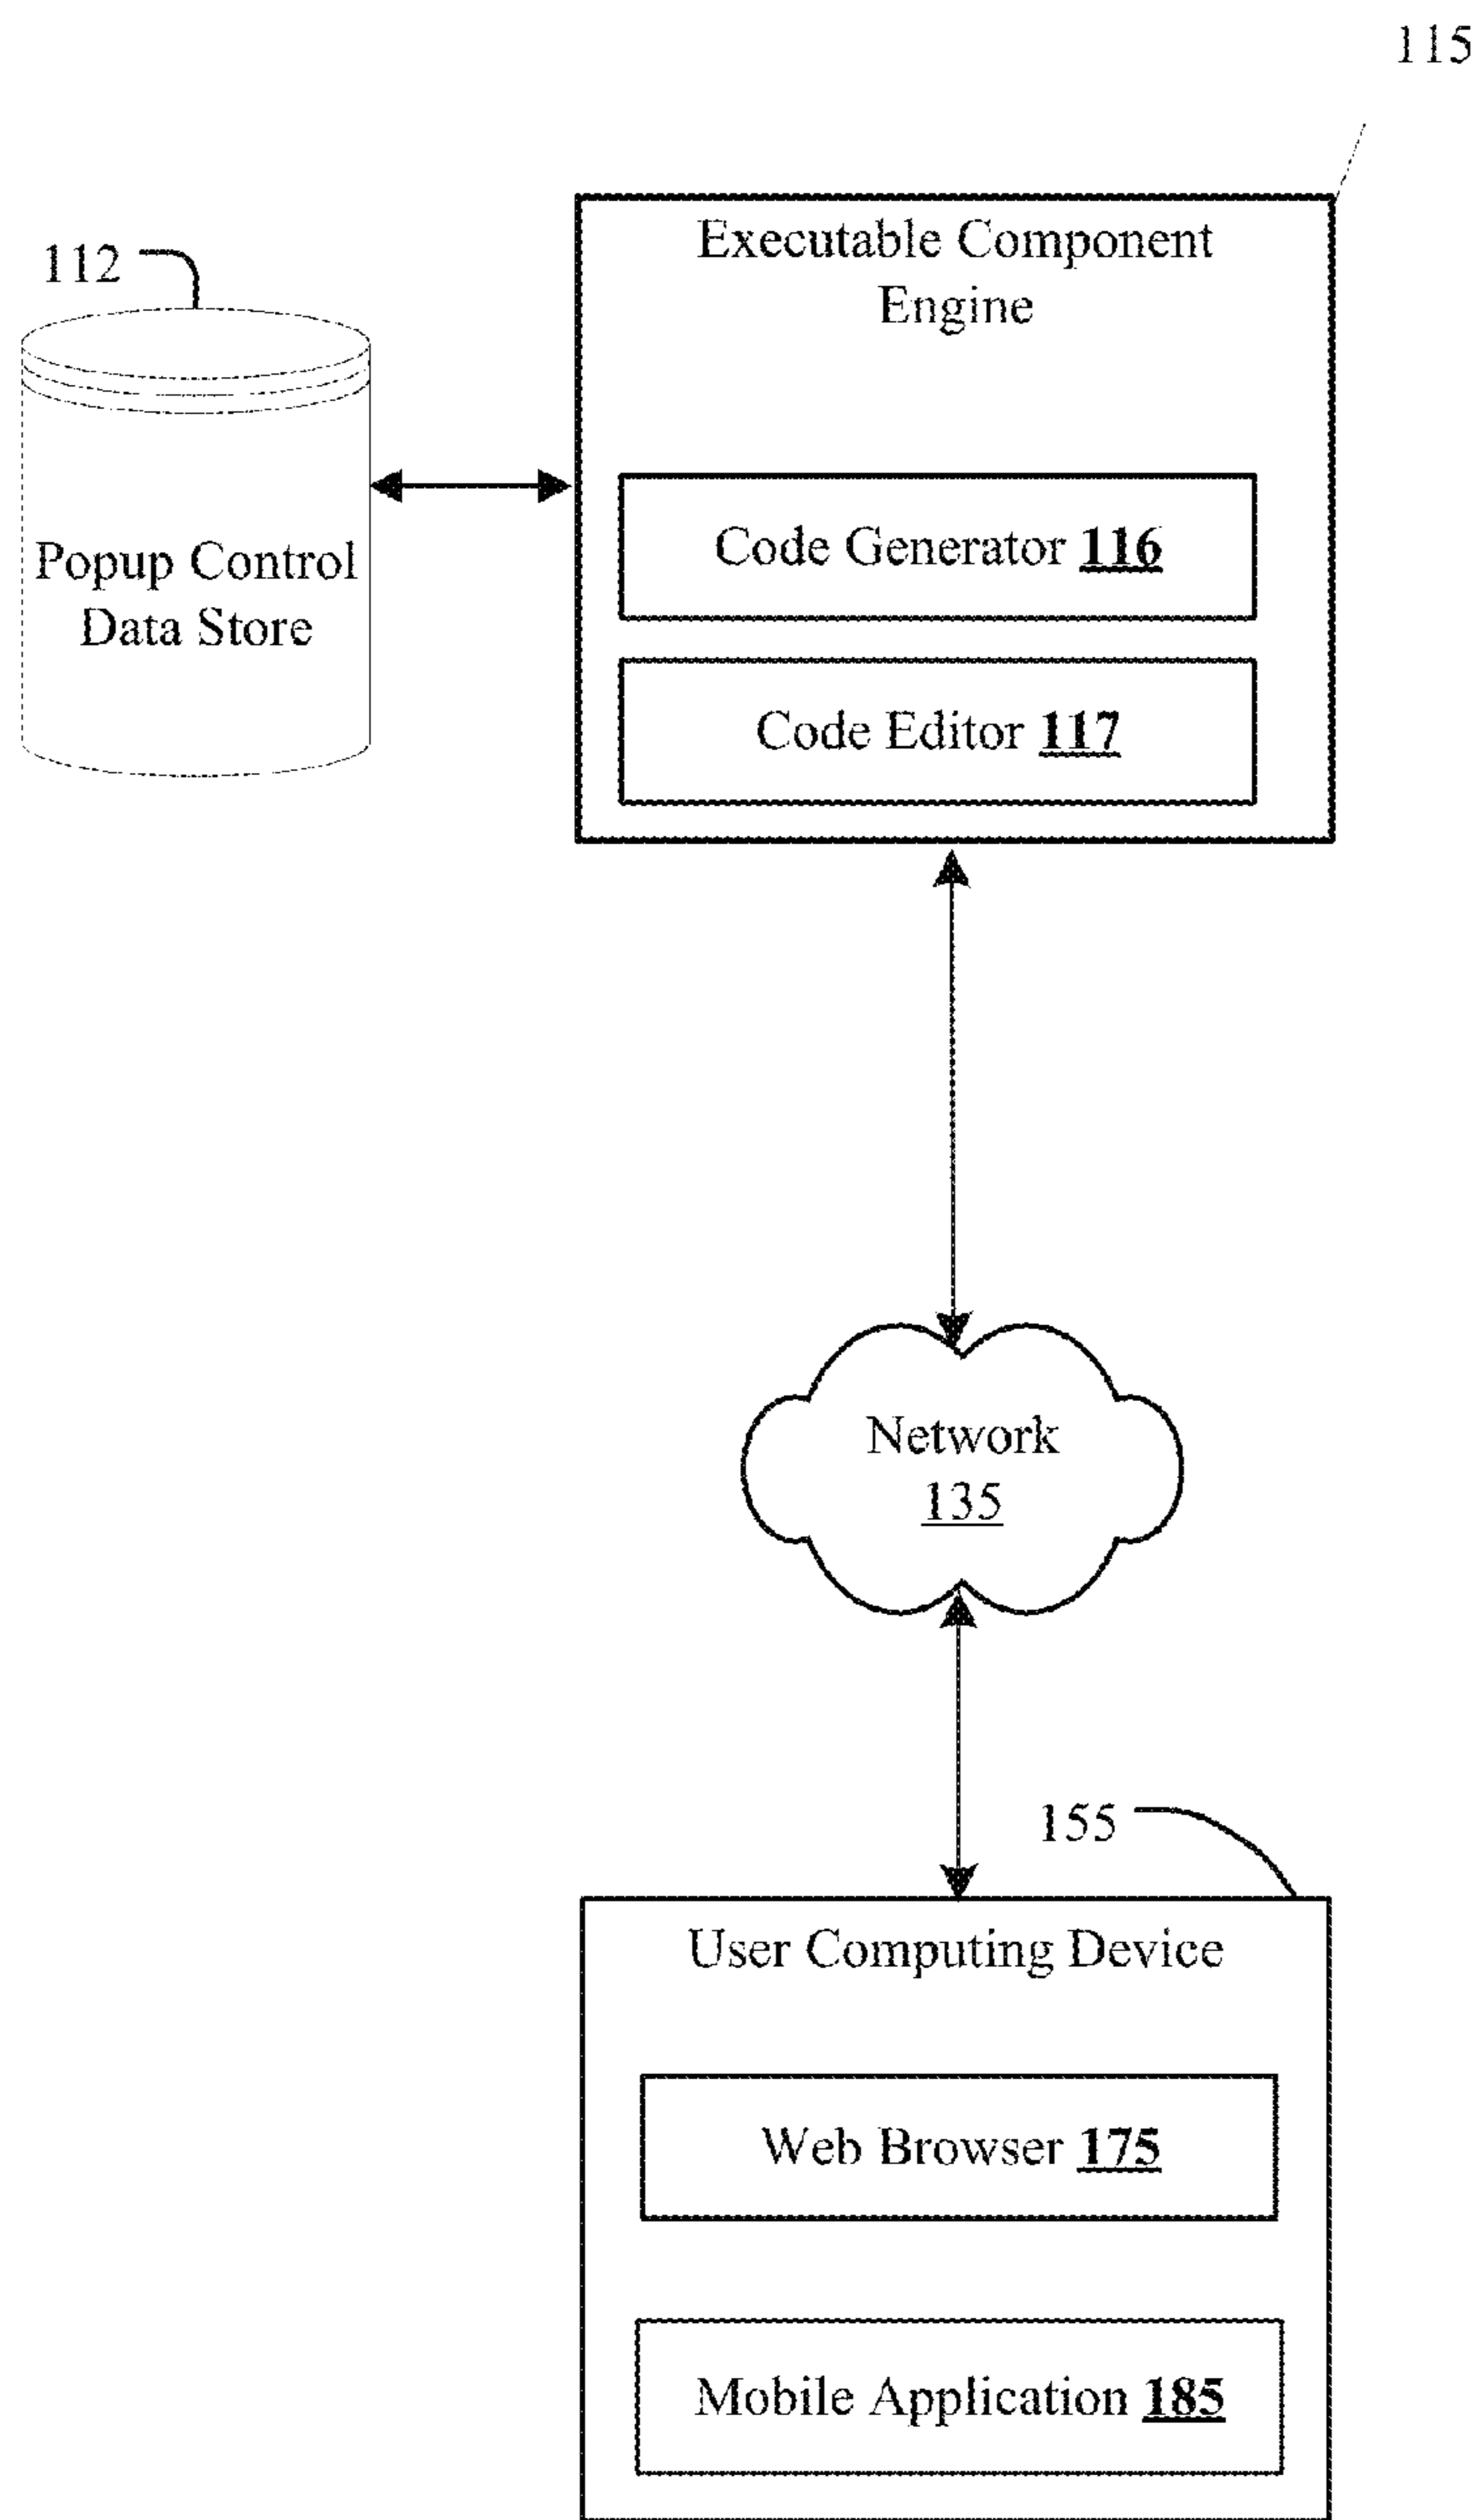 115
Executable Component
Engine
112
Popup Control
Data Store
Code Generator 116
Code Editor 117
Network
135
155
User Computing Device
Web Browser 175
Mobile Application 185